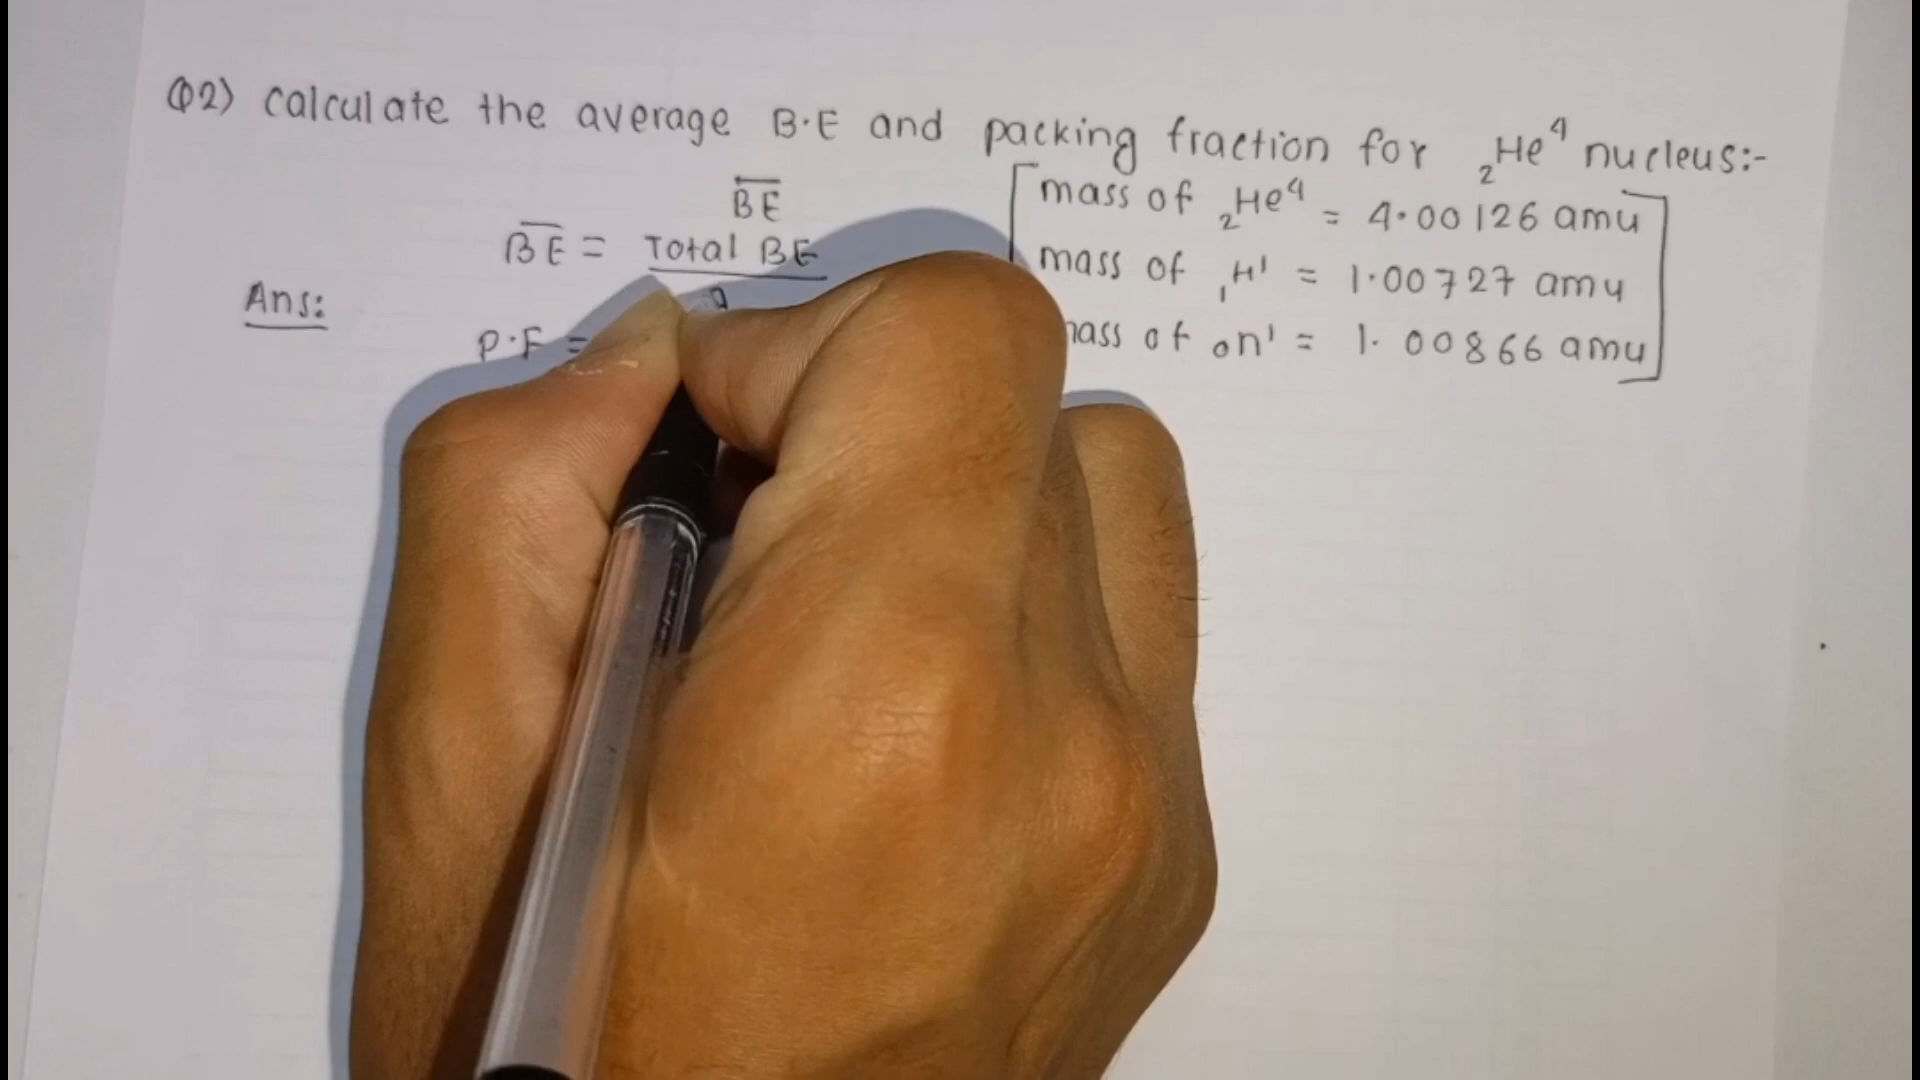 Q2) calculate the average B.E and packing fraction for ₂He⁴ nucleus:-
B̅E̅
B̅E̅ = Total BE
Ans:
P.F =
mass of ₂He⁴ = 4.00126 amu
mass of ₁H¹ = 1.00727 amu
of ₀n¹ = 1.00866 amu